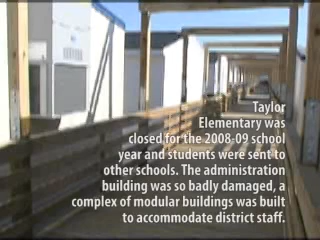 Taylor
Elementary was
closed for the 2008-09 school
year and students were sent to
other schools. The administration
building was so badly damaged, a
complex of modular buildings was built
to accommodate district staff.